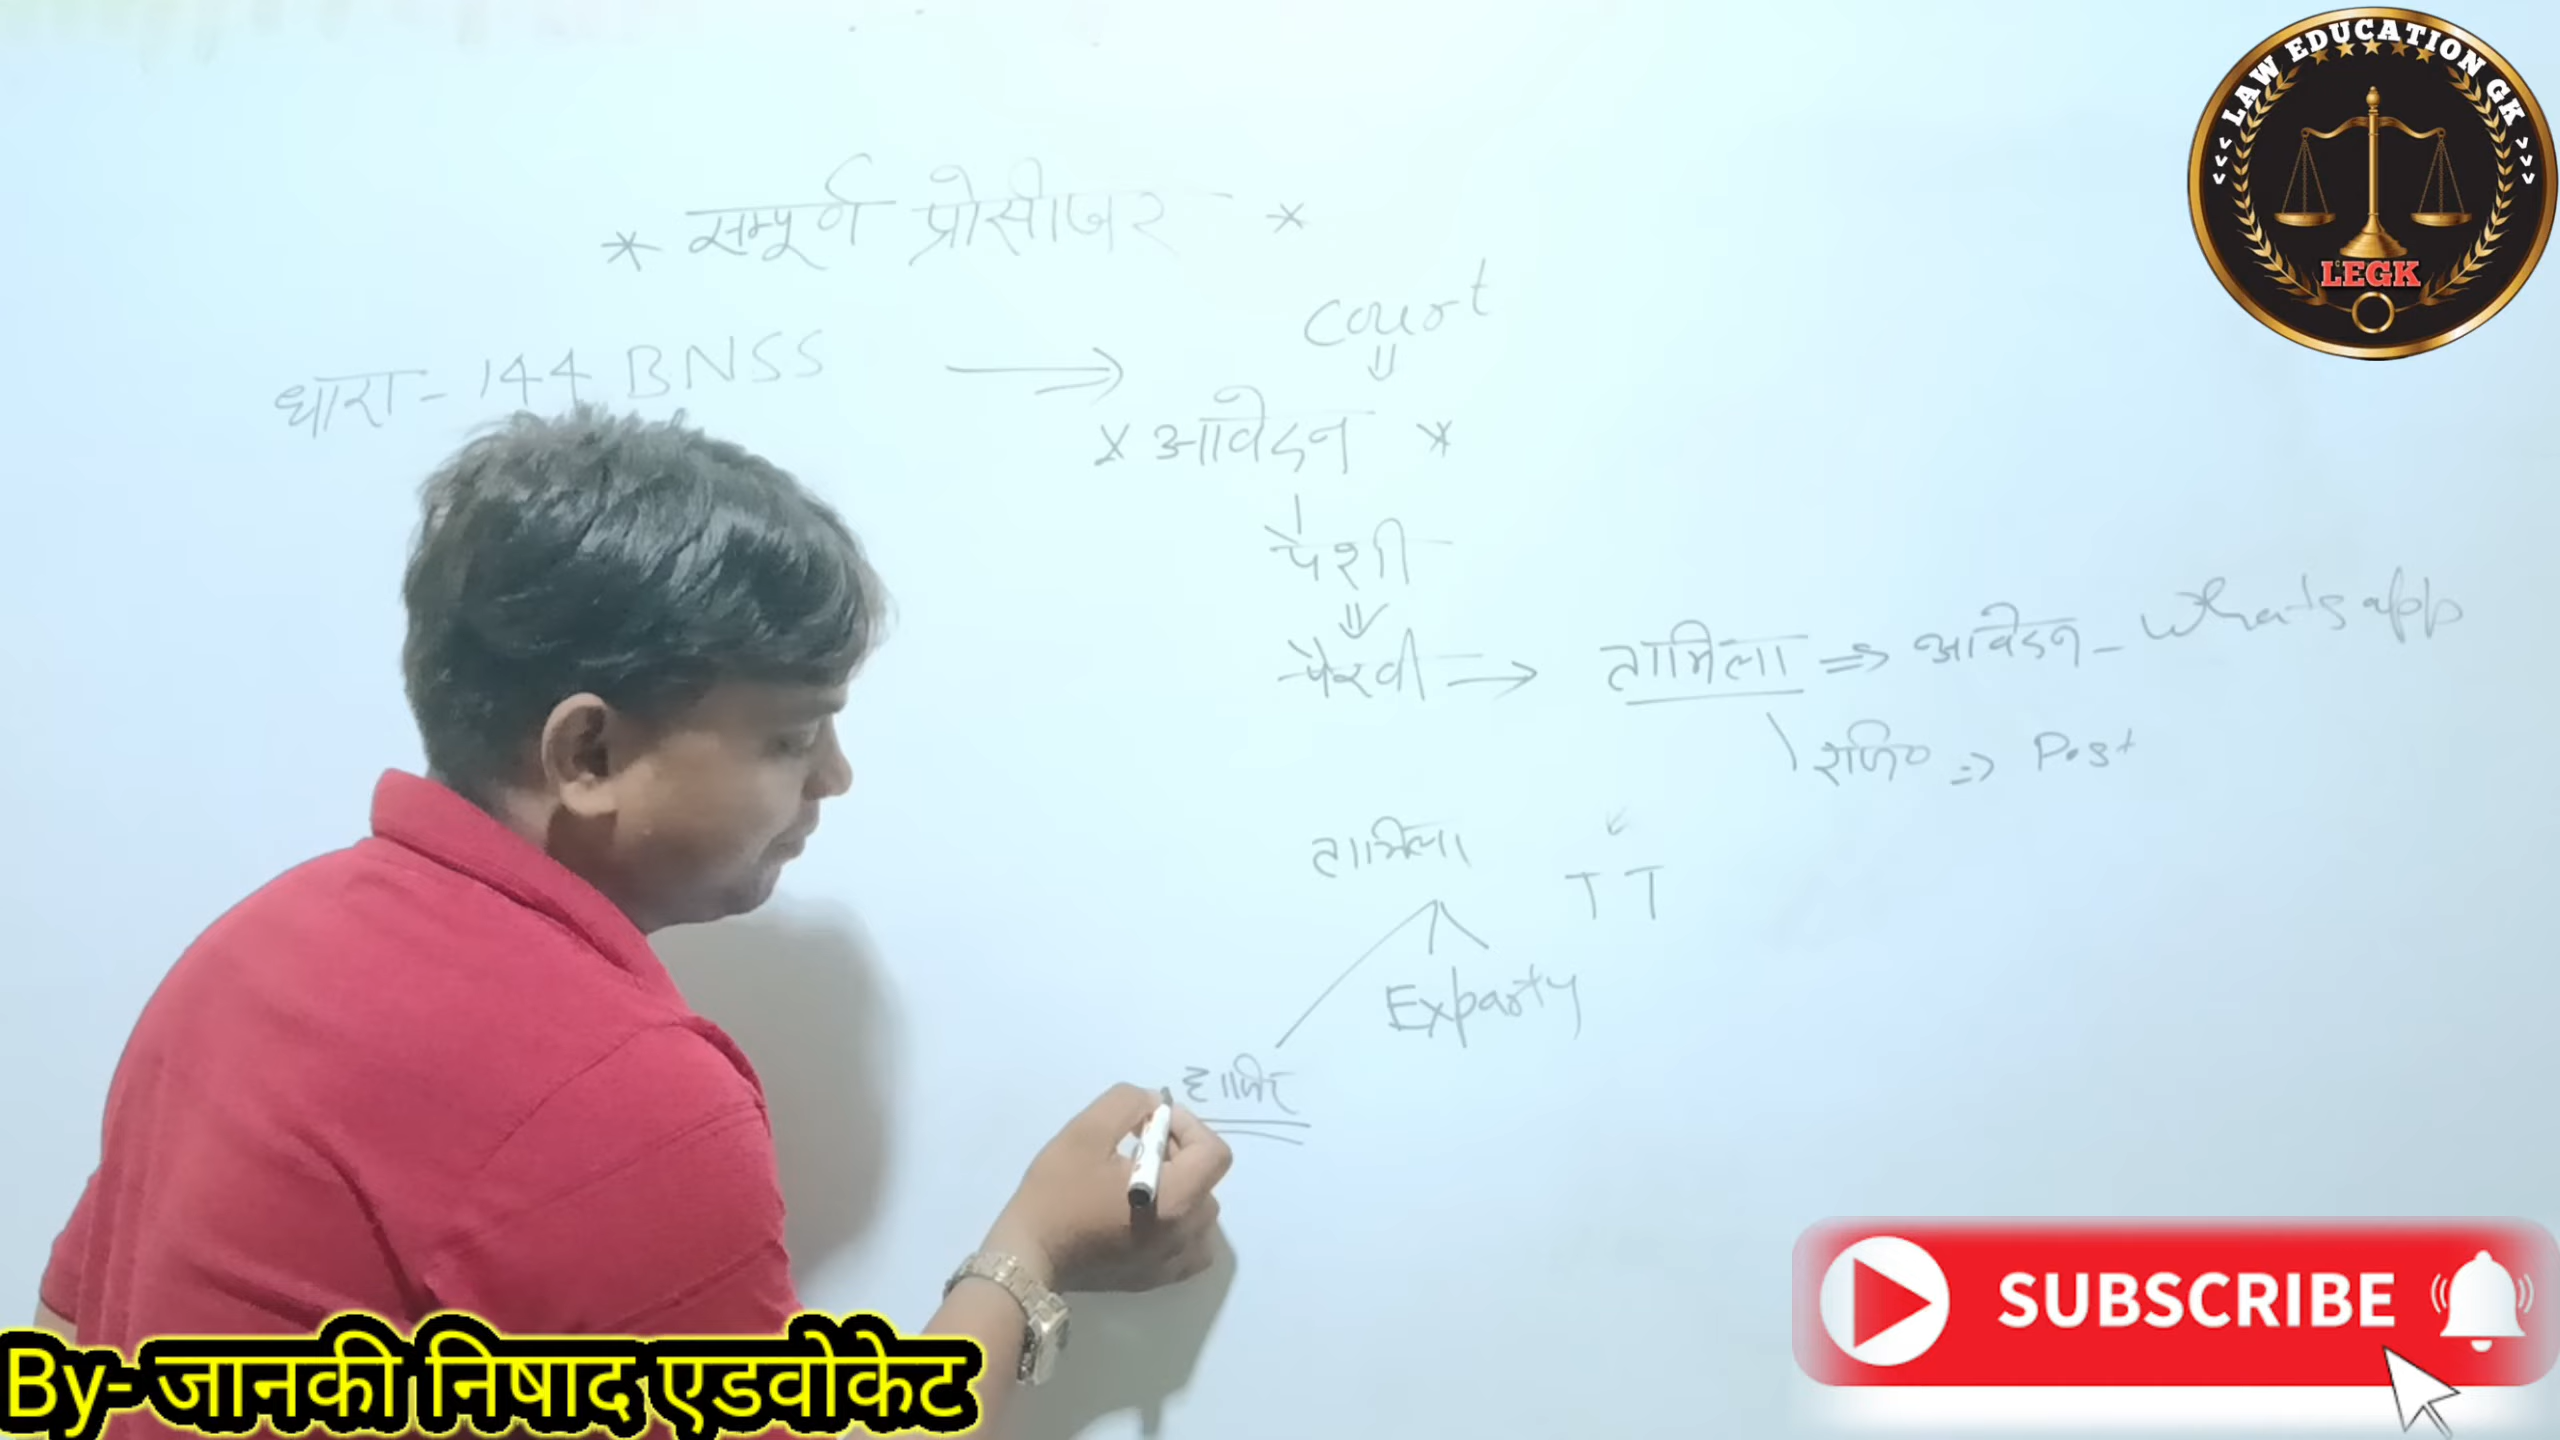 LAW EDUCATION GK
LEGK
* सम्पूर्ण प्रोसीजर *
Court
धारा - 144 BNSS
* आवेदन *
पेशी
पैरवी तामिला आवेदन - Whatsapp
रजि० Post
तामिला
TT
Exparty
हाजिर
SUBSCRIBE
By- जानकी निषाद एडवोकेट